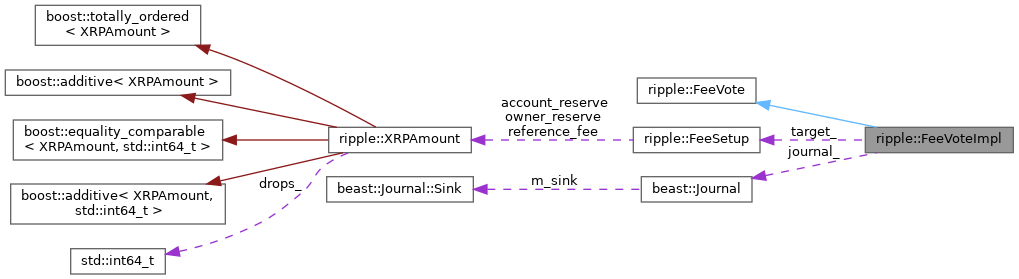 boost::totally_ordered
< XRPAmount >
boost::additive< XRPAmount >
boost::equality_comparable
< XRPAmount, std::int64_t >
boost::additive< XRPAmount,
std::int64_t >
std::int64_t
drops_
ripple::XRPAmount
beast::Journal::Sink
account_reserve
owner_reserve
reference_fee
m_sink
ripple::FeeVote
ripple::FeeSetup
beast::Journal
target_
journal_
ripple::FeeVoteImpl